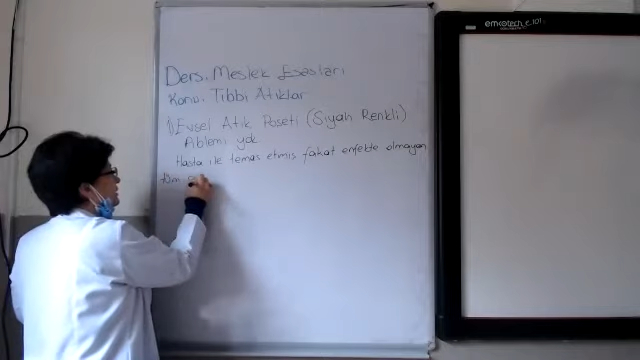 emkotech
Ders: Meslek Esasları
Konu: Tıbbi Atıklar
1) Evsel Atık Poşeti (Siyah Renkli)
Amblemi yok
Hasta ile temas etmiş fakat enfekte olmayan
tüm